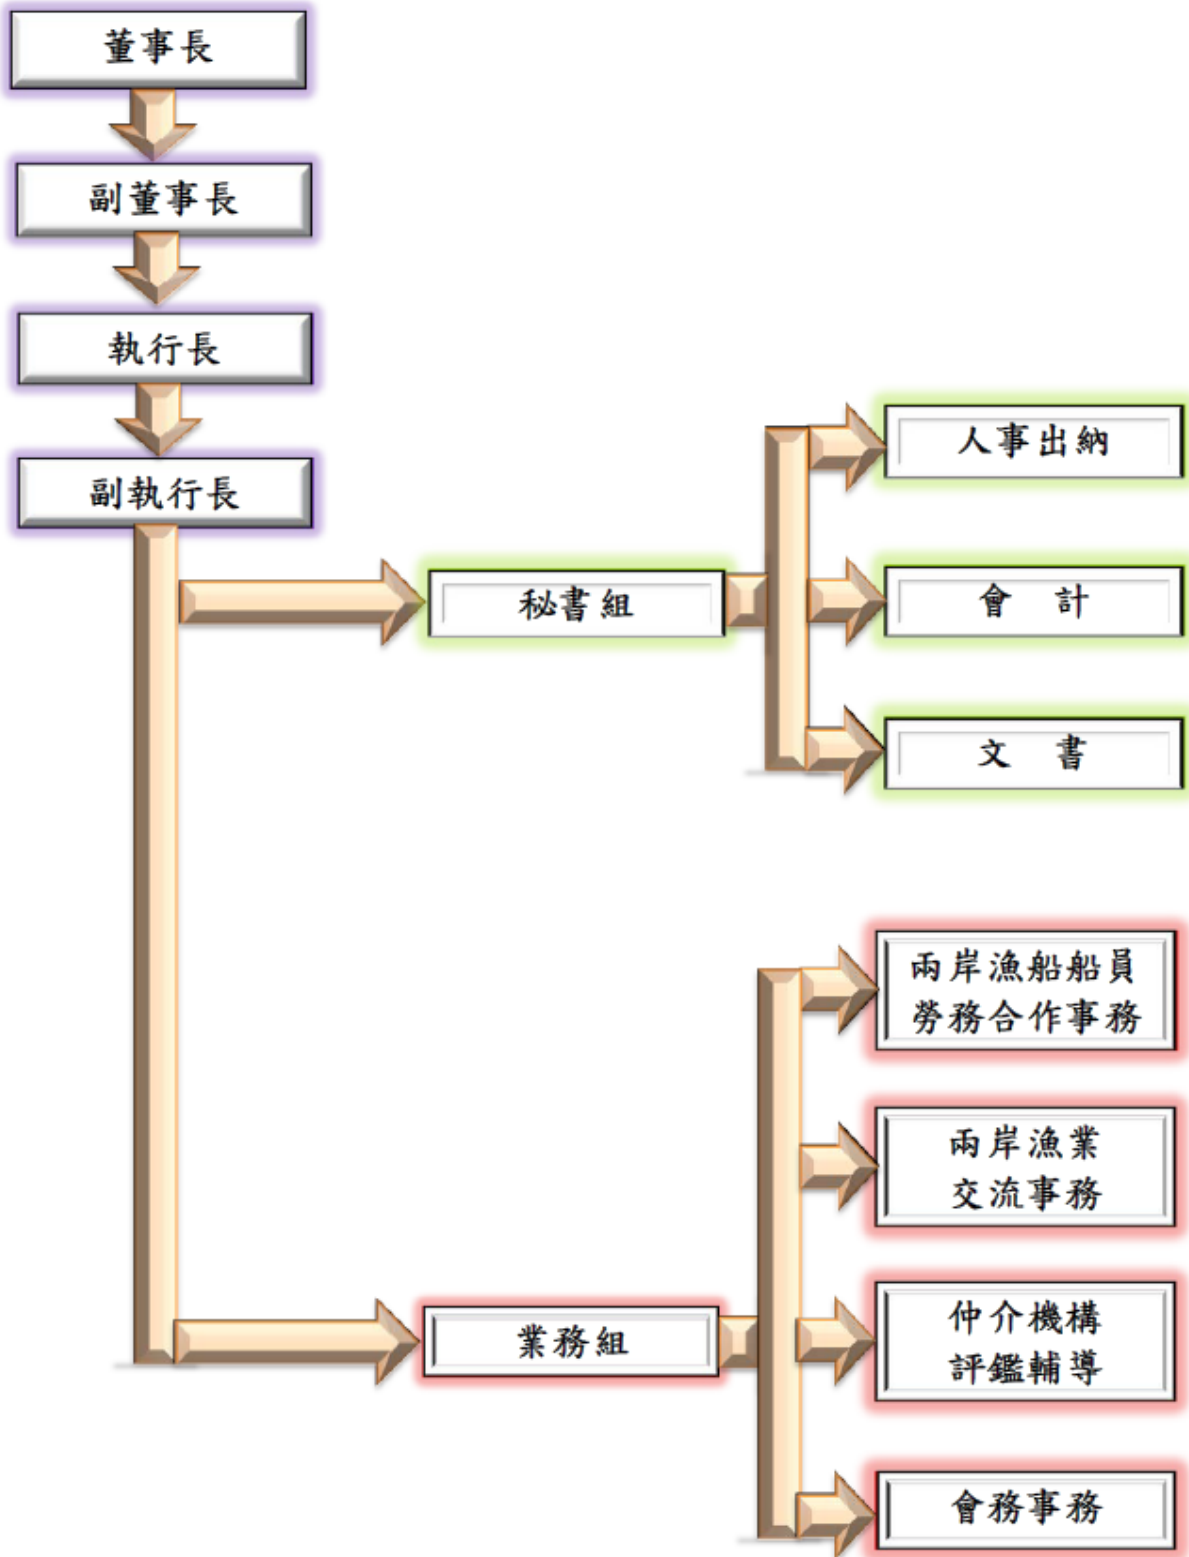 董事長
副董事長
執行長
副執行長
秘書組
人事出納
會　計
文　書
業務組
兩岸漁船船員
勞務合作事務
兩岸漁業
交流事務
仲介機構
評鑑輔導
會務事務